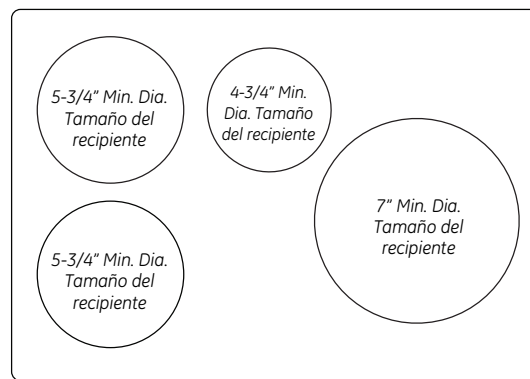 5-3/4" Min. Dia.
Tamaño del
recipiente
4-3/4" Min.
Dia. Tamaño
del recipiente
7" Min. Dia.
Tamaño del
recipiente
5-3/4" Min. Dia.
Tamaño del
recipiente